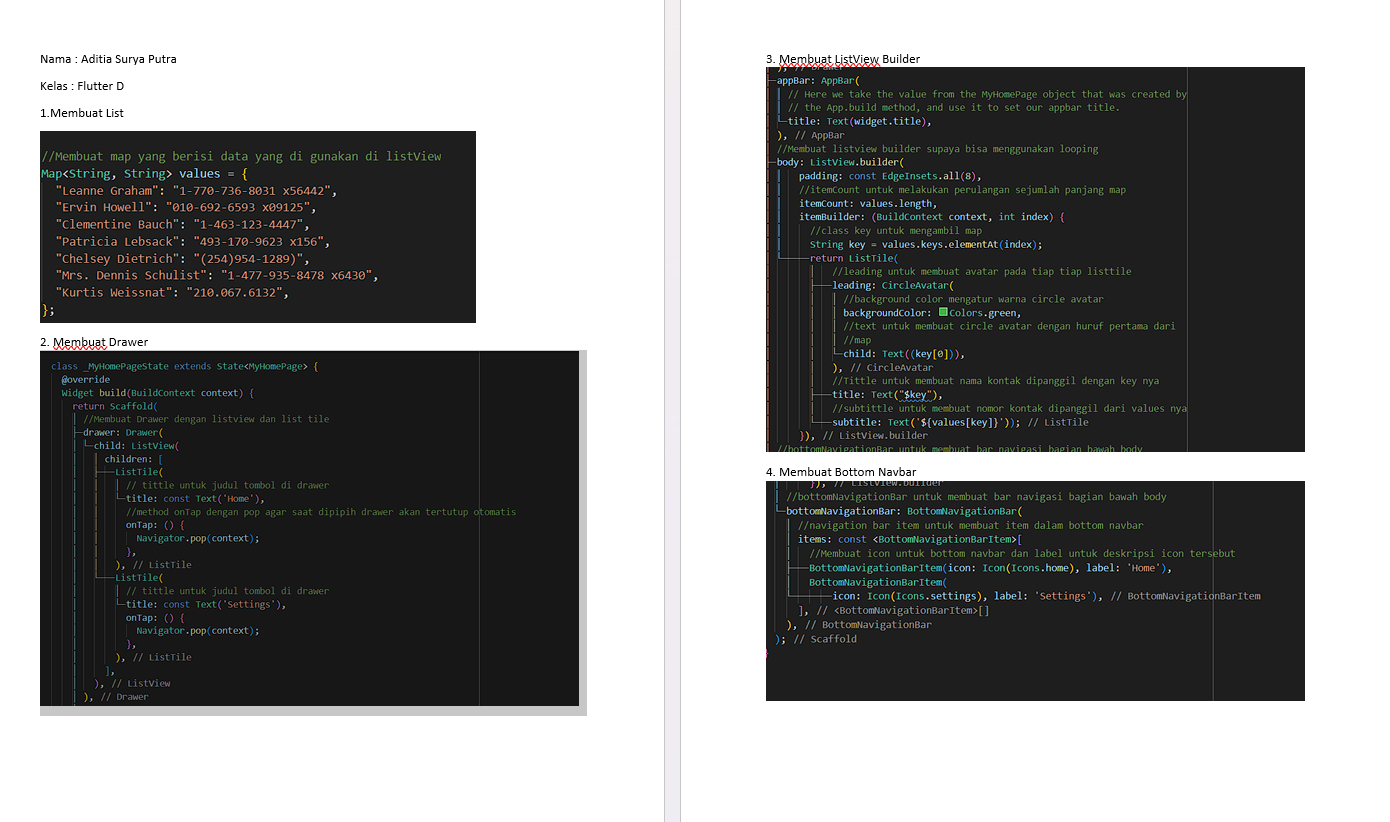 Nama : Aditia Surya Putra
Kelas : Flutter D
1.Membuat List
//Membuat map yang berisi data yang di gunakan di listView
Map<String, String> values = {
"Leanne Graham": "1-770-736-8031 x56442",
"Ervin Howell": "010-692-6593 x09125",
"Clementine Bauch": "1-463-123-4447",
"Patricia Lebsack": "493-170-9623 x156",
"Chelsey Dietrich": "(254)954-1289)",
"Mrs. Dennis Schulist": "1-477-935-8478 x6430",
"Kurtis Weissnat": "210.067.6132",
};
2. Membuat Drawer
class _MyHomePageState extends State<MyHomePage> {
@override
Widget build(BuildContext context) {
return Scaffold(
//Membuat Drawer dengan listview dan list tile
drawer: Drawer(
child: ListView(
children: [
ListTile(
// tittle untuk judul tombol di drawer
title: const Text('Home'),
//method onTap dengan pop agar saat dipipih drawer akan tertutup otomatis
onTap: () {
Navigator.pop(context);
},
), // ListTile
ListTile(
// tittle untuk judul tombol di drawer
title: const Text('Settings'),
onTap: () {
Navigator.pop(context);
},
), // ListTile
],
), // ListView
), // Drawer
3. Membuat ListView Builder
), // Drawer
appBar: AppBar(
// Here we take the value from the MyHomePage object that was created by
// the App.build method, and use it to set our appbar title.
title: Text(widget.title),
), // AppBar
//Membuat listview builder supaya bisa menggunakan looping
body: ListView.builder(
padding: const EdgeInsets.all(8),
//itemCount untuk melakukan perulangan sejumlah panjang map
itemCount: values.length,
itemBuilder: (BuildContext context, int index) {
//class key untuk mengambil map
String key = values.keys.elementAt(index);
return ListTile(
//leading untuk membuat avatar pada tiap tiap listtile
leading: CircleAvatar(
//background color mengatur warna circle avatar
backgroundColor: Colors.green,
//text untuk membuat circle avatar dengan huruf pertama dari
//map
child: Text((key[0])),
), // CircleAvatar
//Tittle untuk membuat nama kontak dipanggil dengan key nya
title: Text("$key"),
//subtittle untuk membuat nomor kontak dipanggil dari values nya
subtitle: Text('${values[key]}')); // ListTile
}), // ListView.builder
//bottomNavigationBar untuk membuat bar navigasi bagian bawah body
4. Membuat Bottom Navbar
}), // ListView.builder
//bottomNavigationBar untuk membuat bar navigasi bagian bawah body
bottomNavigationBar: BottomNavigationBar(
//navigation bar item untuk membuat item dalam bottom navbar
items: const <BottomNavigationBarItem>[
//Membuat icon untuk bottom navbar dan label untuk deskripsi icon tersebut
BottomNavigationBarItem(icon: Icon(Icons.home), label: 'Home'),
BottomNavigationBarItem(
icon: Icon(Icons.settings), label: 'Settings'), // BottomNavigationBarItem
], // <BottomNavigationBarItem>[]
), // BottomNavigationBar
); // Scaffold
}